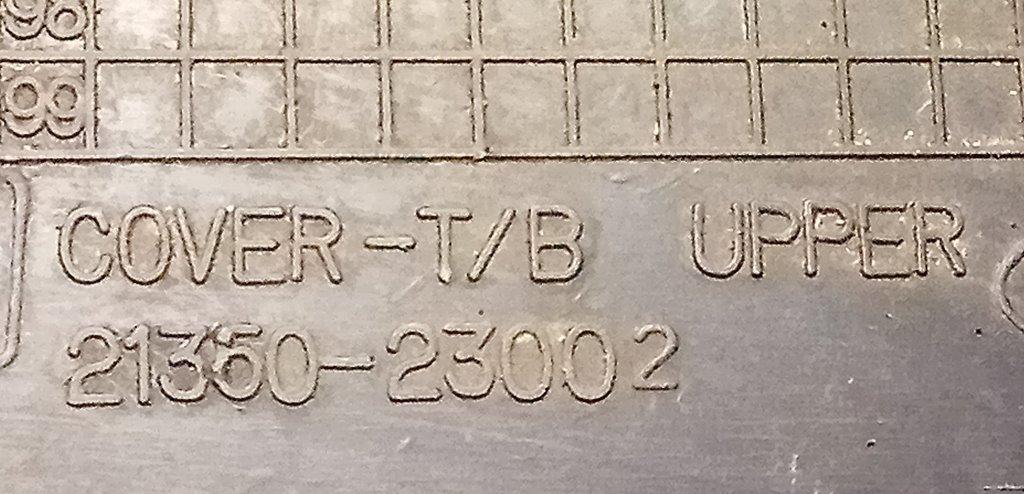 98
99
COVER-T/B UPPER
21350-23002